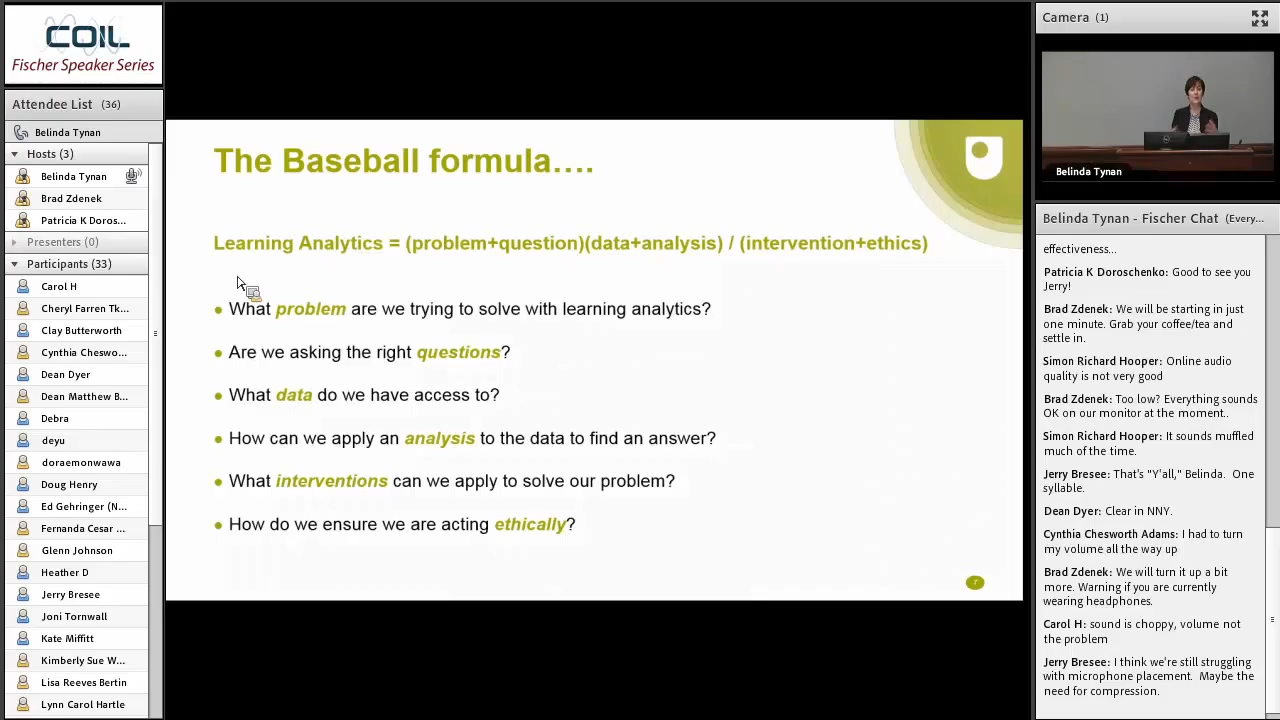 COIL
Fischer Speaker Series
Attendee List (36)
Belinda Tynan
Hosts (3)
Belinda Tynan
Brad Zdenek
Patricia K Doros...
Presenters (0)
Participants (33)
Carol H
Cheryl Farren Tk...
Clay Butterworth
Cynthia Cheswo...
Dean Dyer
Dean Matthew B...
Debra
deyu
doraemonwawa
Doug Henry
Ed Gehringer (N...
Fernanda Cesar ...
Glenn Johnson
Heather D
Jerry Bresee
Joni Tornwall
Kate Miffitt
Kimberly Sue W...
Lisa Reeves Bertin
Lynn Carol Hartle
The Baseball formula....
Learning Analytics = (problem+question)(data+analysis) / (intervention+ethics)
• What problem are we trying to solve with learning analytics?
• Are we asking the right questions?
• What data do we have access to?
• How can we apply an analysis to the data to find an answer?
• What interventions can we apply to solve our problem?
• How do we ensure we are acting ethically?
7
Camera (1)
Belinda Tynan
Belinda Tynan - Fischer Chat (Every...
effectiveness...
Patricia K Doroschenko: Good to see you
Jerry!
Brad Zdenek: We will be starting in just
one minute. Grab your coffee/tea and
settle in.
Simon Richard Hooper: Online audio
quality is not very good
Brad Zdenek: Too low? Everything sounds
OK on our monitor at the moment..
Simon Richard Hooper: It sounds muffled
much of the time.
Jerry Bresee: That's "Y'all," Belinda. One
syllable.
Dean Dyer: Clear in NNY.
Cynthia Chesworth Adams: I had to turn
my volume all the way up
Brad Zdenek: We will turn it up a bit
more. Warning if you are currently
wearing headphones.
Carol H: sound is choppy, volume not
the problem
Jerry Bresee: I think we're still struggling
with microphone placement. Maybe the
need for compression.